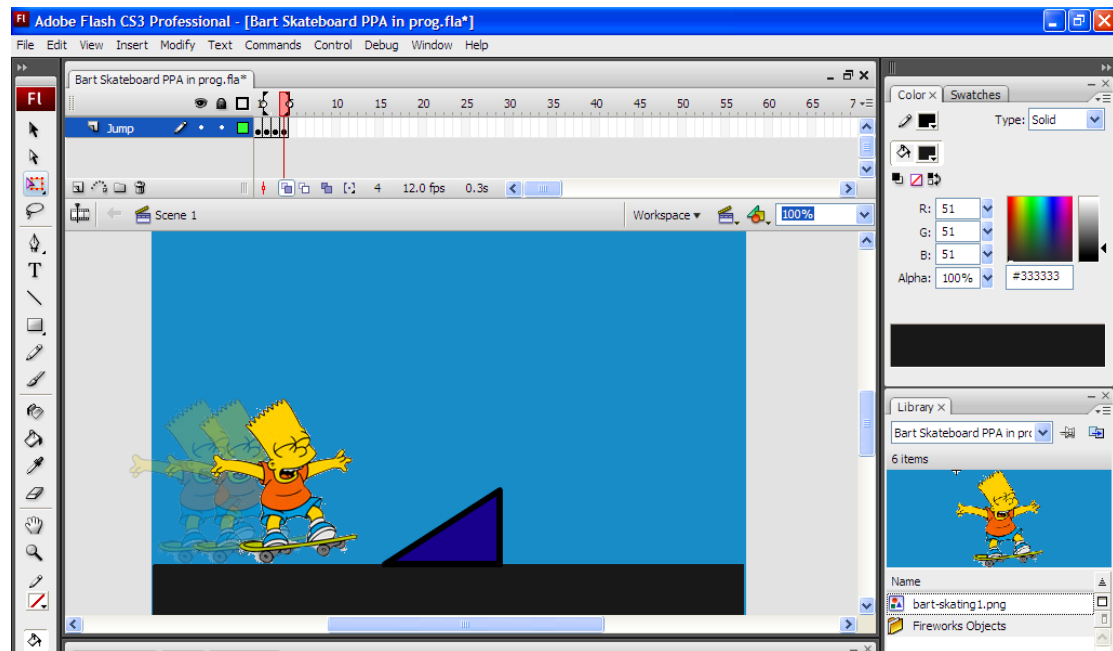 Adobe Flash CS3 Professional - [Bart Skateboard PPA in prog.fla*]
File Edit View Insert Modify Text Commands Control Debug Window Help
Bart Skateboard PPA in prog.fla*
10 15 20 25 30 35 40 45 50 55 60 65 7
Jump
4 12.0 fps 0.3s
Scene 1
Workspace
100%
Fl
T
Color × Swatches
Type: Solid
R: 51
G: 51
B: 51
Alpha: 100% #333333
Library ×
Bart Skateboard PPA in pro
6 items
Name
bart-skating1.png
Fireworks Objects